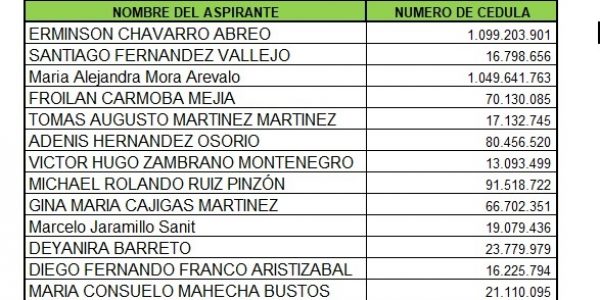 NOMBRE DEL ASPIRANTE NUMERO DE CEDULA
ERMINSON CHAVARRO ABREO 1.099.203.901
SANTIAGO FERNANDEZ VALLEJO 16.798.656
Maria Alejandra Mora Arevalo 1.049.641.763
FROILAN CARMOBA MEJIA 70.130.085
TOMAS AUGUSTO MARTINEZ MARTINEZ 17.132.745
ADENIS HERNANDEZ OSORIO 80.456.520
VICTOR HUGO ZAMBRANO MONTENEGRO 13.093.499
MICHAEL ROLANDO RUIZ PINZÓN 91.518.722
GINA MARIA CAJIGAS MARTINEZ 66.702.351
Marcelo Jaramillo Sanit 19.079.436
DEYANIRA BARRETO 23.779.979
DIEGO FERNANDO FRANCO ARISTIZABAL 16.225.794
MARIA CONSUELO MAHECHA BUSTOS 21.110.095